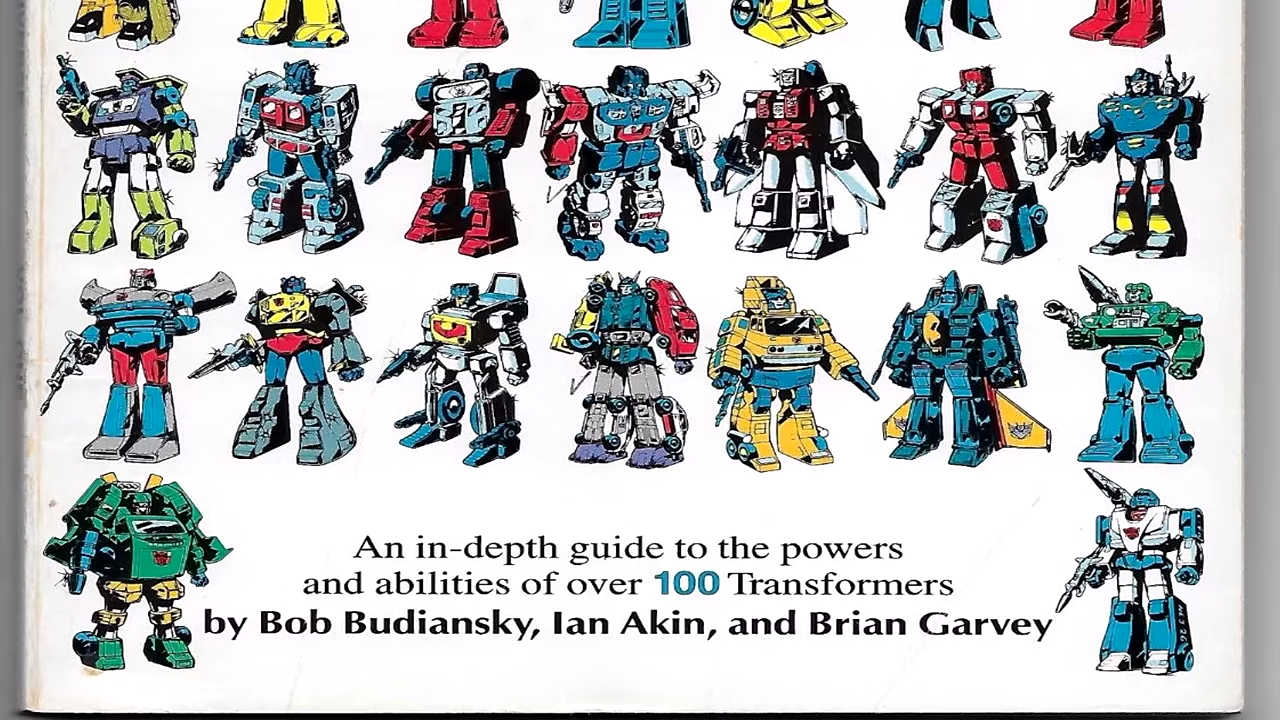 An in-depth guide to the powers
and abilities of over 100 Transformers
by Bob Budiansky, Ian Akin, and Brian Garvey